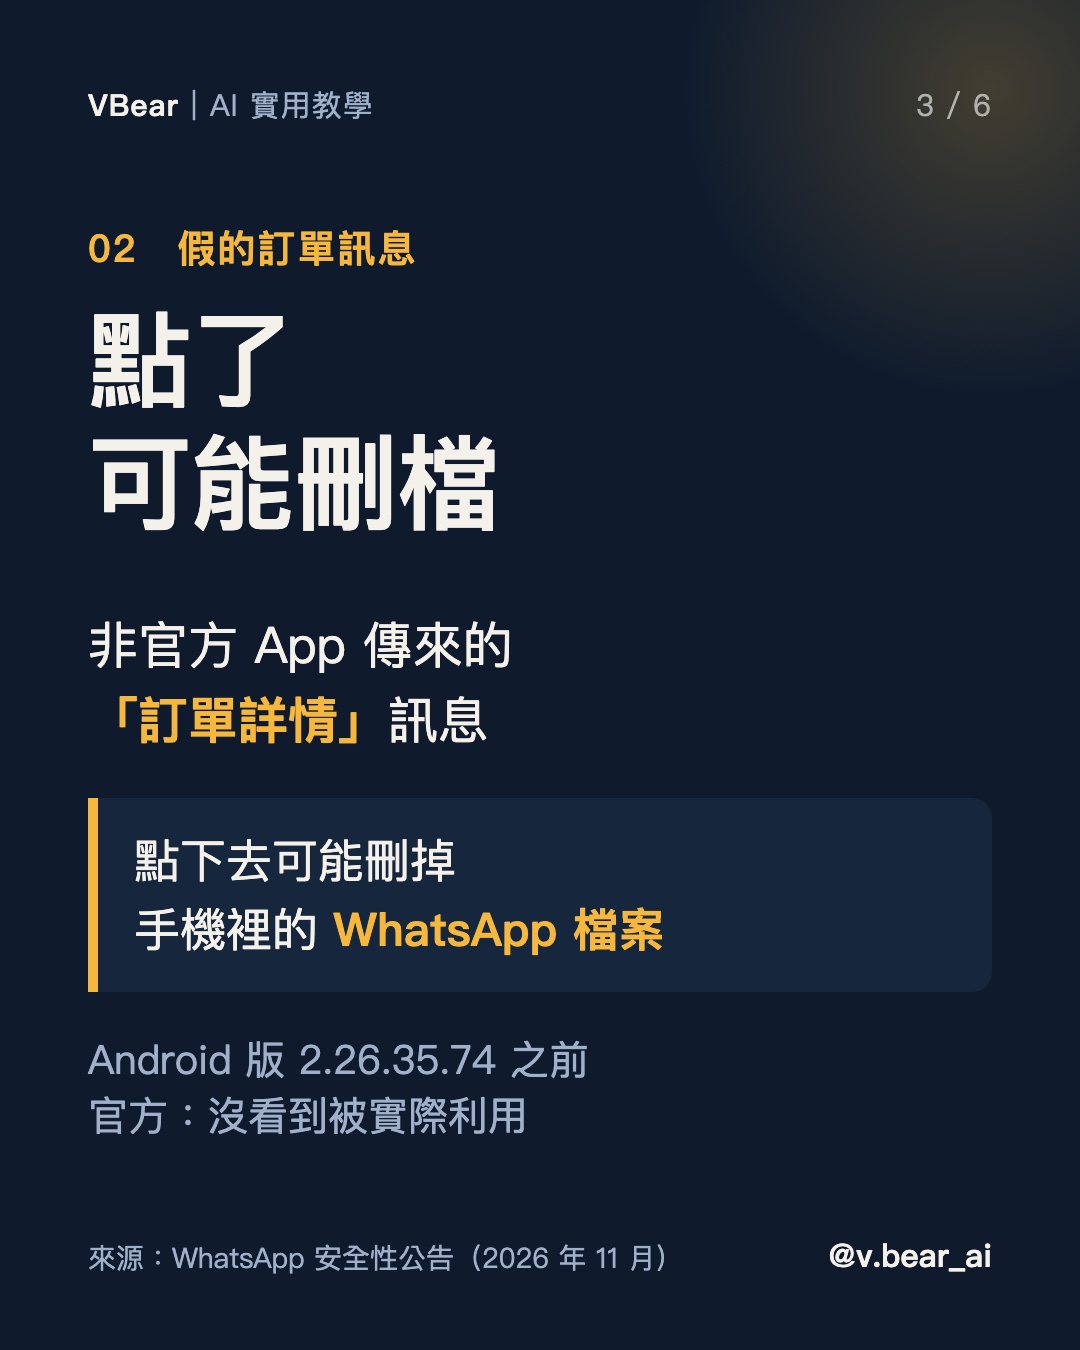 VBear | AI 實用教學
3 / 6
02 假的訂單訊息
點了
可能刪檔
非官方 App 傳來的
「訂單詳情」訊息
點下去可能刪掉
手機裡的 WhatsApp 檔案
Android 版 2.26.35.74 之前
官方：沒看到被實際利用
來源：WhatsApp 安全性公告（2026 年 11 月）
@v.bear_ai